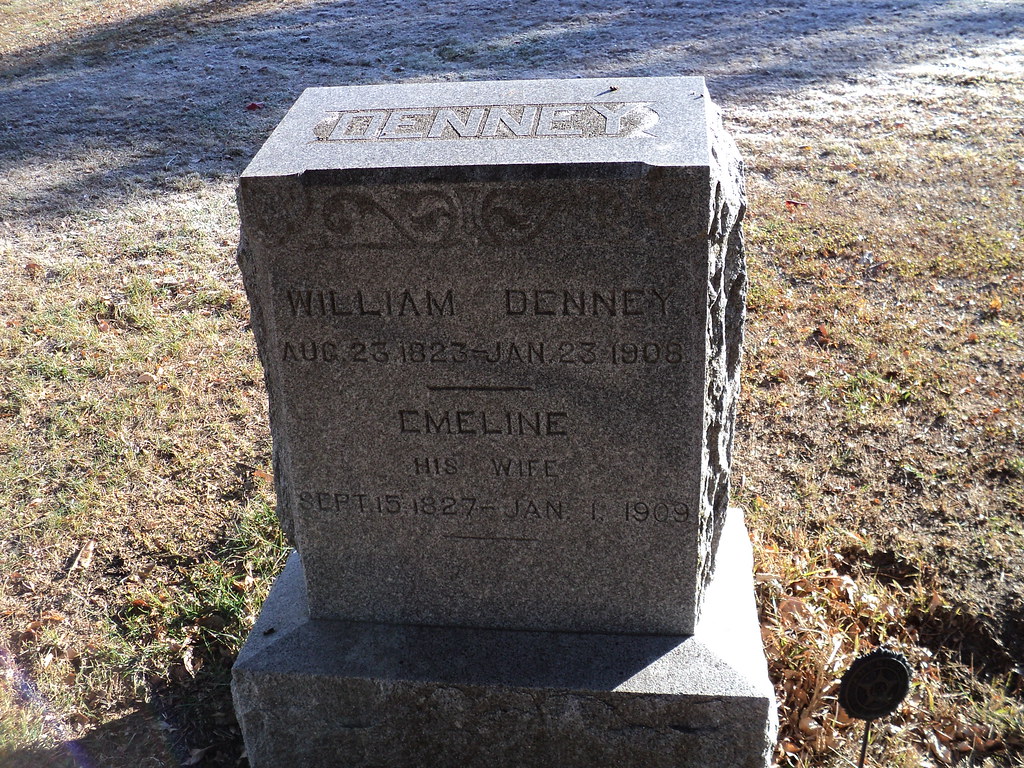 DENNEY
WILLIAM DENNEY
AUG. 23, 1823-JAN. 23, 1908
EMELINE
HIS WIFE
SEPT. 15, 1827-JAN. 1, 1909